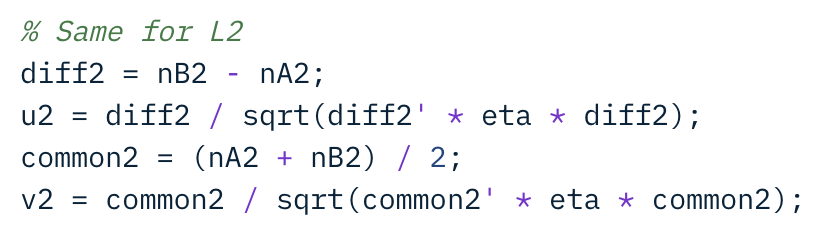 % Same for L2
diff2 = nB2 - nA2;
u2 = diff2 / sqrt(diff2' * eta * diff2);
common2 = (nA2 + nB2) / 2;
v2 = common2 / sqrt(common2' * eta * common2);